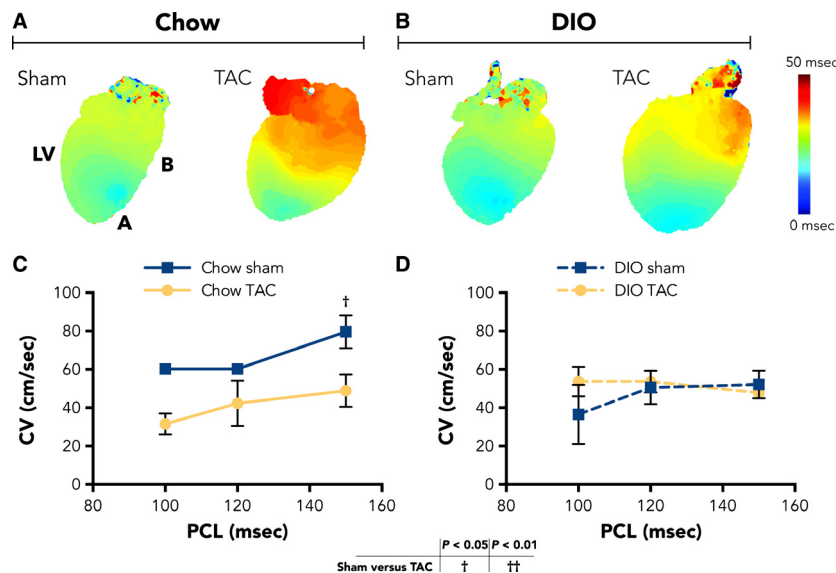 A Chow B DIO
Sham TAC Sham TAC
50 msec
LV B
A
0 msec
C Chow sham D DIO sham
Chow TAC DIO TAC
CV (cm/sec)
100
80
60
40
20
0
†
80 100 120 140 160
PCL (msec)
CV (cm/sec)
100
80
60
40
20
0
80 100 120 140 160
PCL (msec)
P < 0.05 P < 0.01
Sham versus TAC † ††